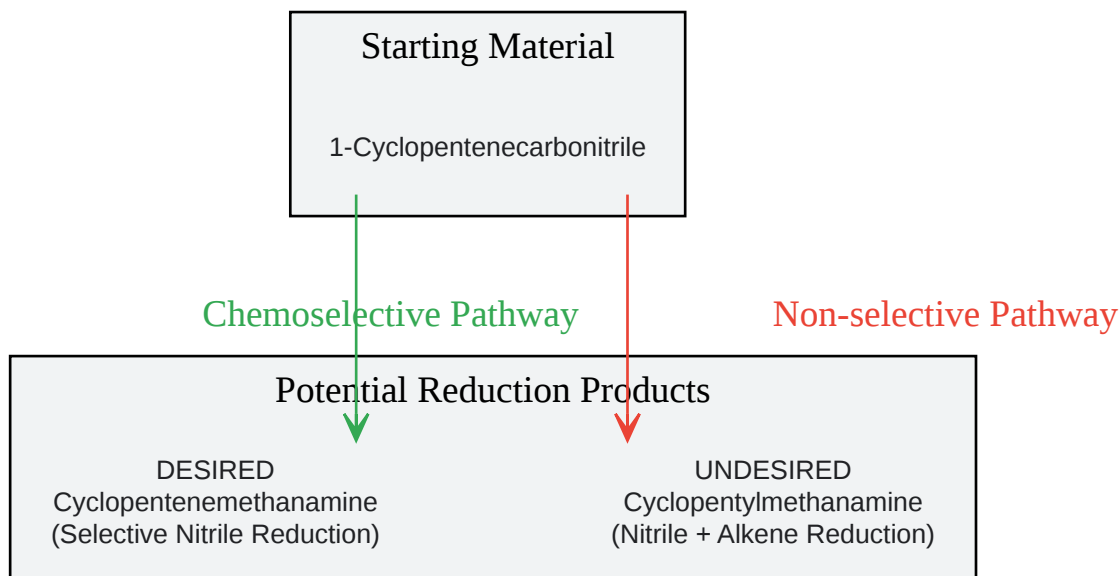 Starting Material
1-Cyclopentenecarbonitrile
Chemoselective Pathway
Non-selective Pathway
Potential Reduction Products
DESIRED
Cyclopentenemethanamine
(Selective Nitrile Reduction)
UNDESIRED
Cyclopentylmethanamine
(Nitrile + Alkene Reduction)